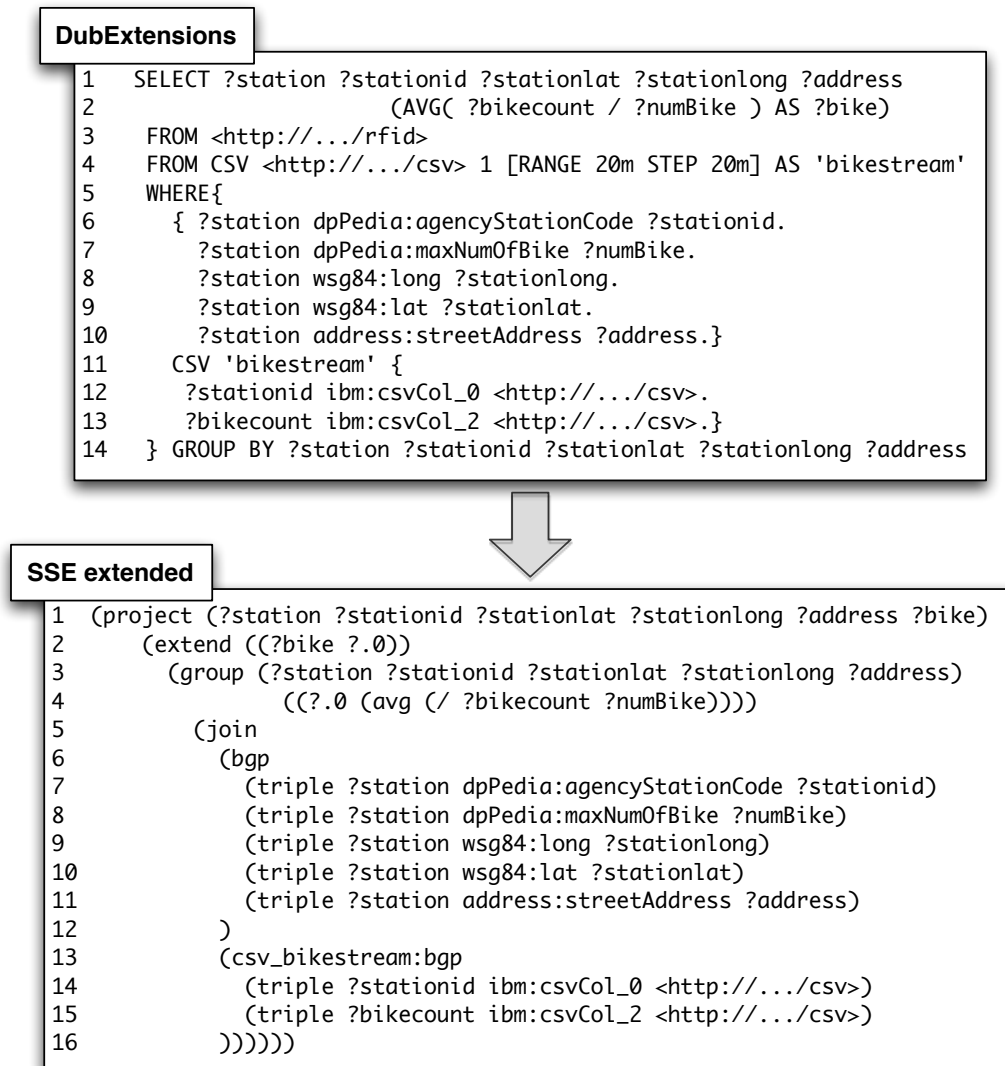 DubExtensions
1 SELECT ?station ?stationid ?stationlat ?stationlong ?address
2 (AVG( ?bikecount / ?numBike ) AS ?bike)
3 FROM <http://.../rfid>
4 FROM CSV <http://.../csv> 1 [RANGE 20m STEP 20m] AS 'bikestream'
5 WHERE{
6 { ?station dpPedia:agencyStationCode ?stationid.
7 ?station dpPedia:maxNumOfBike ?numBike.
8 ?station wsg84:long ?stationlong.
9 ?station wsg84:lat ?stationlat.
10 ?station address:streetAddress ?address.}
11 CSV 'bikestream' {
12 ?stationid ibm:csvCol_0 <http://.../csv>.
13 ?bikecount ibm:csvCol_2 <http://.../csv>.}
14 } GROUP BY ?station ?stationid ?stationlat ?stationlong ?address
SSE extended
1 (project (?station ?stationid ?stationlat ?stationlong ?address ?bike)
2 (extend ((?bike ?.0))
3 (group (?station ?stationid ?stationlat ?stationlong ?address)
4 ((?.0 (avg (/ ?bikecount ?numBike))))
5 (join
6 (bgp
7 (triple ?station dpPedia:agencyStationCode ?stationid)
8 (triple ?station dpPedia:maxNumOfBike ?numBike)
9 (triple ?station wsg84:long ?stationlong)
10 (triple ?station wsg84:lat ?stationlat)
11 (triple ?station address:streetAddress ?address)
12 )
13 (csv_bikestream:bgp
14 (triple ?stationid ibm:csvCol_0 <http://.../csv>)
15 (triple ?bikecount ibm:csvCol_2 <http://.../csv>)
16 ))))))